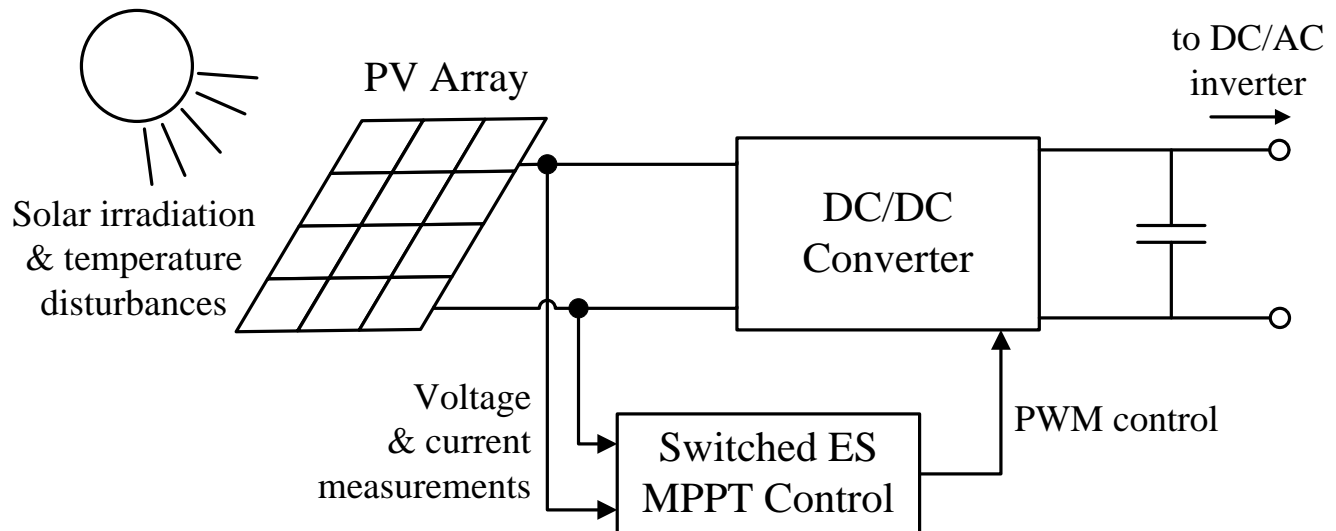 to DC/AC
inverter
PV Array
Solar irradiation
& temperature
disturbances
DC/DC
Converter
Voltage
& current
measurements
Switched ES
MPPT Control
PWM control